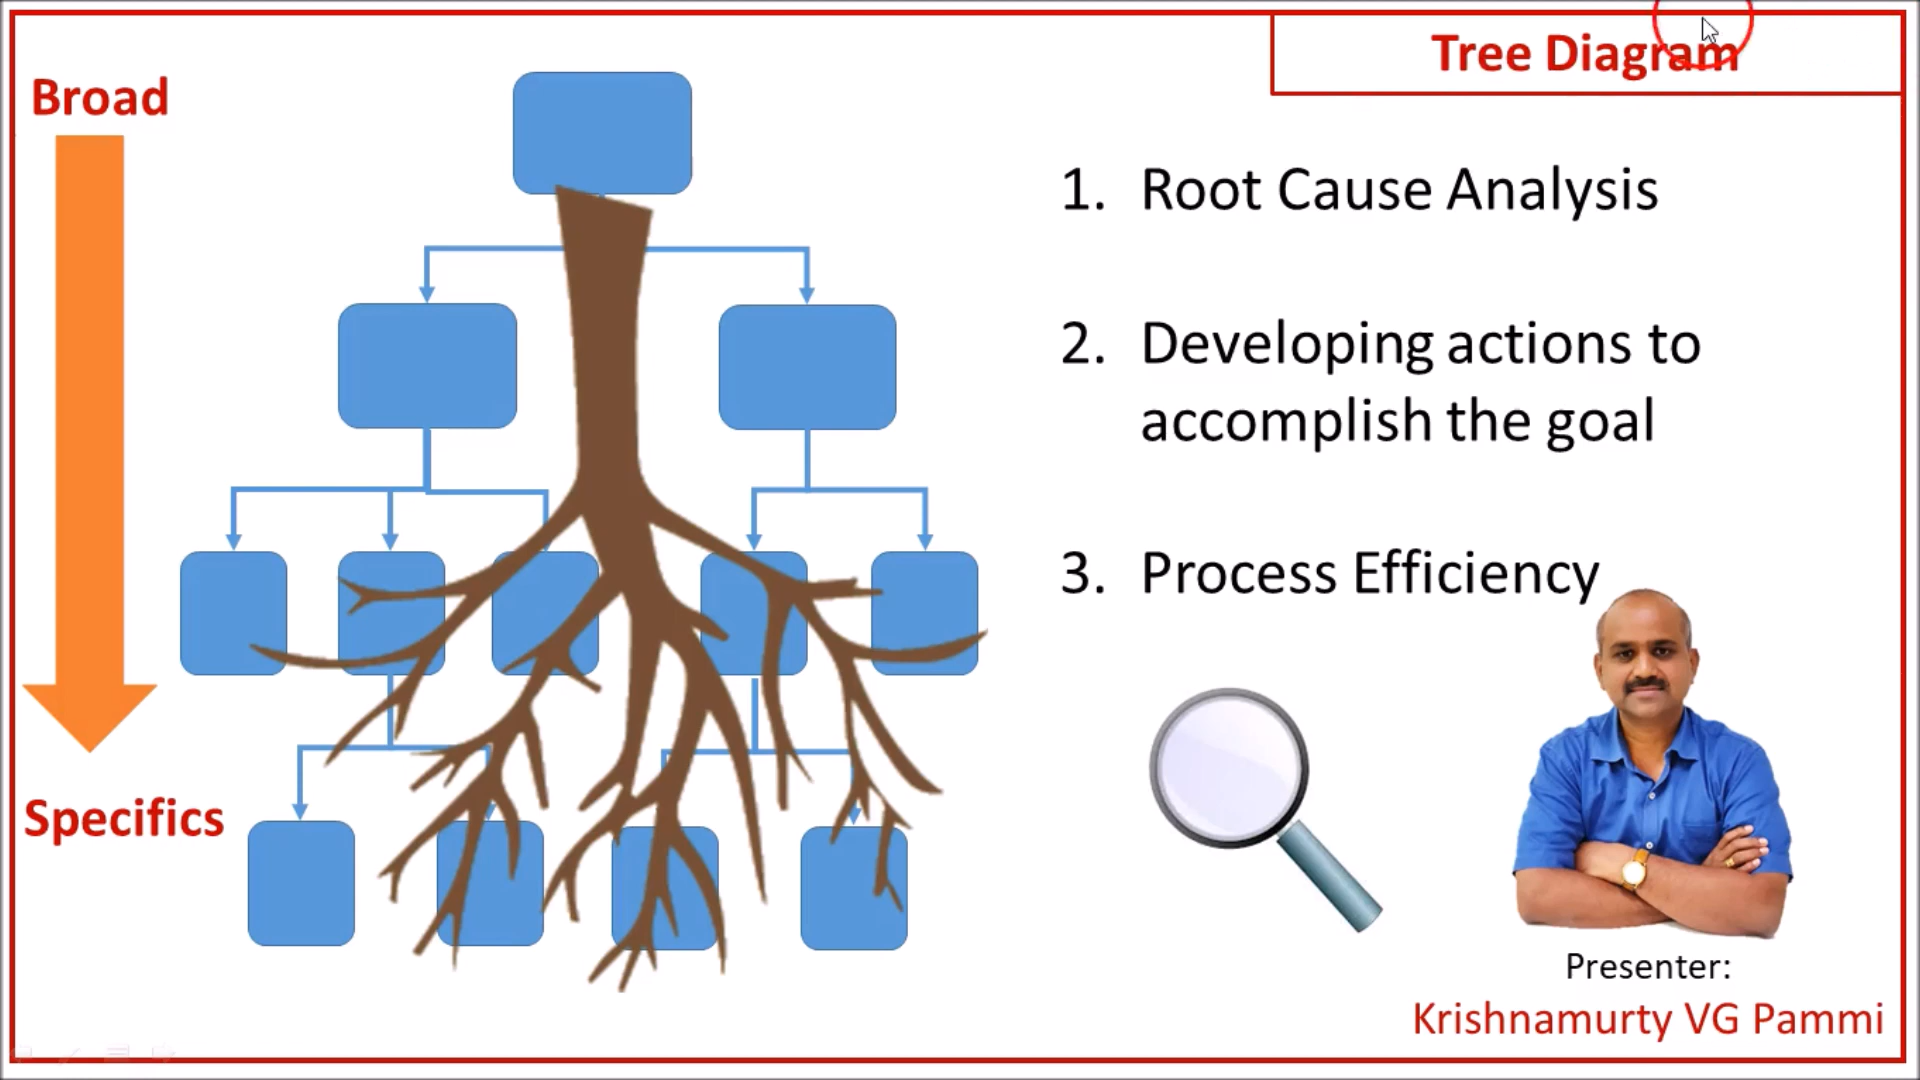 Tree Diagram
Broad
1. Root Cause Analysis
2. Developing actions to
accomplish the goal
3. Process Efficiency
Specifics
Presenter:
Krishnamurty VG Pammi